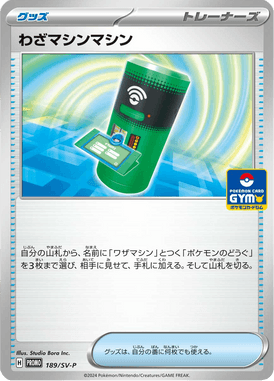 グッズ
トレーナーズ
わざマシンマシン
POKÉMON CARD
GYM
ポケモンカードジム
自分の山札から、名前に「ワザマシン」とつく「ポケモンのどうぐ」
を3枚まで選び、相手に見せて、手札に加える。そして山札を切る。
Illus. Studio Bora Inc.
H PROMO 189/SV-P
グッズは、自分の番に何枚でも使える。
©2024 Pokémon/Nintendo/Creatures/GAME FREAK.